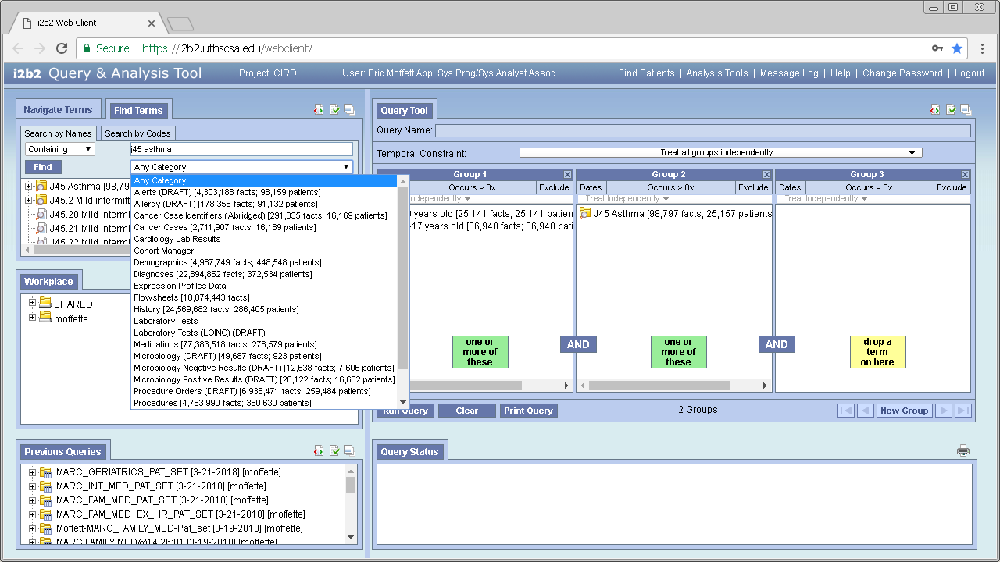 i2b2 Web Client
Secure
https://i2b2.uthscsa.edu/webclient/
i2b2 Query & Analysis Tool
Project: CIRD
User: Eric Moffett Appl Sys Prog/Sys Analyst Assoc
Find Patients | Analysis Tools | Message Log | Help | Change Password | Logout
Navigate Terms
Find Terms
Search by Names
Search by Codes
Containing
j45 asthma
Find
Any Category
J45 Asthma [98,79
J45.2 Mild intermitt
J45.20 Mild intermi
J45.21 Mild intermi
J45.22 Mild intermi
Any Category
Alerts (DRAFT) [4,303,188 facts; 98,159 patients]
Allergy (DRAFT) [178,358 facts; 91,132 patients]
Cancer Case Identifiers (Abridged) [291,335 facts; 16,169 patients]
Cancer Cases [2,711,907 facts; 16,169 patients]
Cardiology Lab Results
Cohort Manager
Demographics [4,987,749 facts; 448,548 patients]
Diagnoses [22,894,852 facts; 372,534 patients]
Expression Profiles Data
Flowsheets [18,074,443 facts]
History [24,569,682 facts; 286,405 patients]
Laboratory Tests
Laboratory Tests (LOINC) (DRAFT)
Medications [77,383,518 facts; 276,579 patients]
Microbiology (DRAFT) [49,687 facts; 923 patients]
Microbiology Negative Results (DRAFT) [12,638 facts; 7,606 patients]
Microbiology Positive Results (DRAFT) [28,122 facts; 16,632 patients]
Procedure Orders (DRAFT) [6,936,471 facts; 259,484 patients]
Procedures [4,763,990 facts; 360,630 patients]
Workplace
SHARED
moffette
Previous Queries
MARC_GERIATRICS_PAT_SET [3-21-2018] [moffette]
MARC_INT_MED_PAT_SET [3-21-2018] [moffette]
MARC_FAM_MED_PAT_SET [3-21-2018] [moffette]
MARC_FAM_MED+EX_HR_PAT_SET [3-21-2018] [moffette]
Moffett-MARC_FAMILY_MED-Pat_set [3-19-2018] [moffette]
MARC FAMILY MED@14:26:01 [3-19-2018] [moffette]
Query Tool
Query Name:
Temporal Constraint:
Treat all groups independently
Group 1
Occurs > 0x
Exclude
ndependently
years old [25,141 facts; 25,141 patien
-17 years old [36,940 facts; 36,940 pati
one or
more of
these
AND
Group 2
Dates
Occurs > 0x
Exclude
Treat Independently
J45 Asthma [98,797 facts; 25,157 patients
one or
more of
these
AND
Group 3
Dates
Occurs > 0x
Exclude
Treat Independently
drop a
term
on here
Run Query
Clear
Print Query
2 Groups
New Group
Query Status